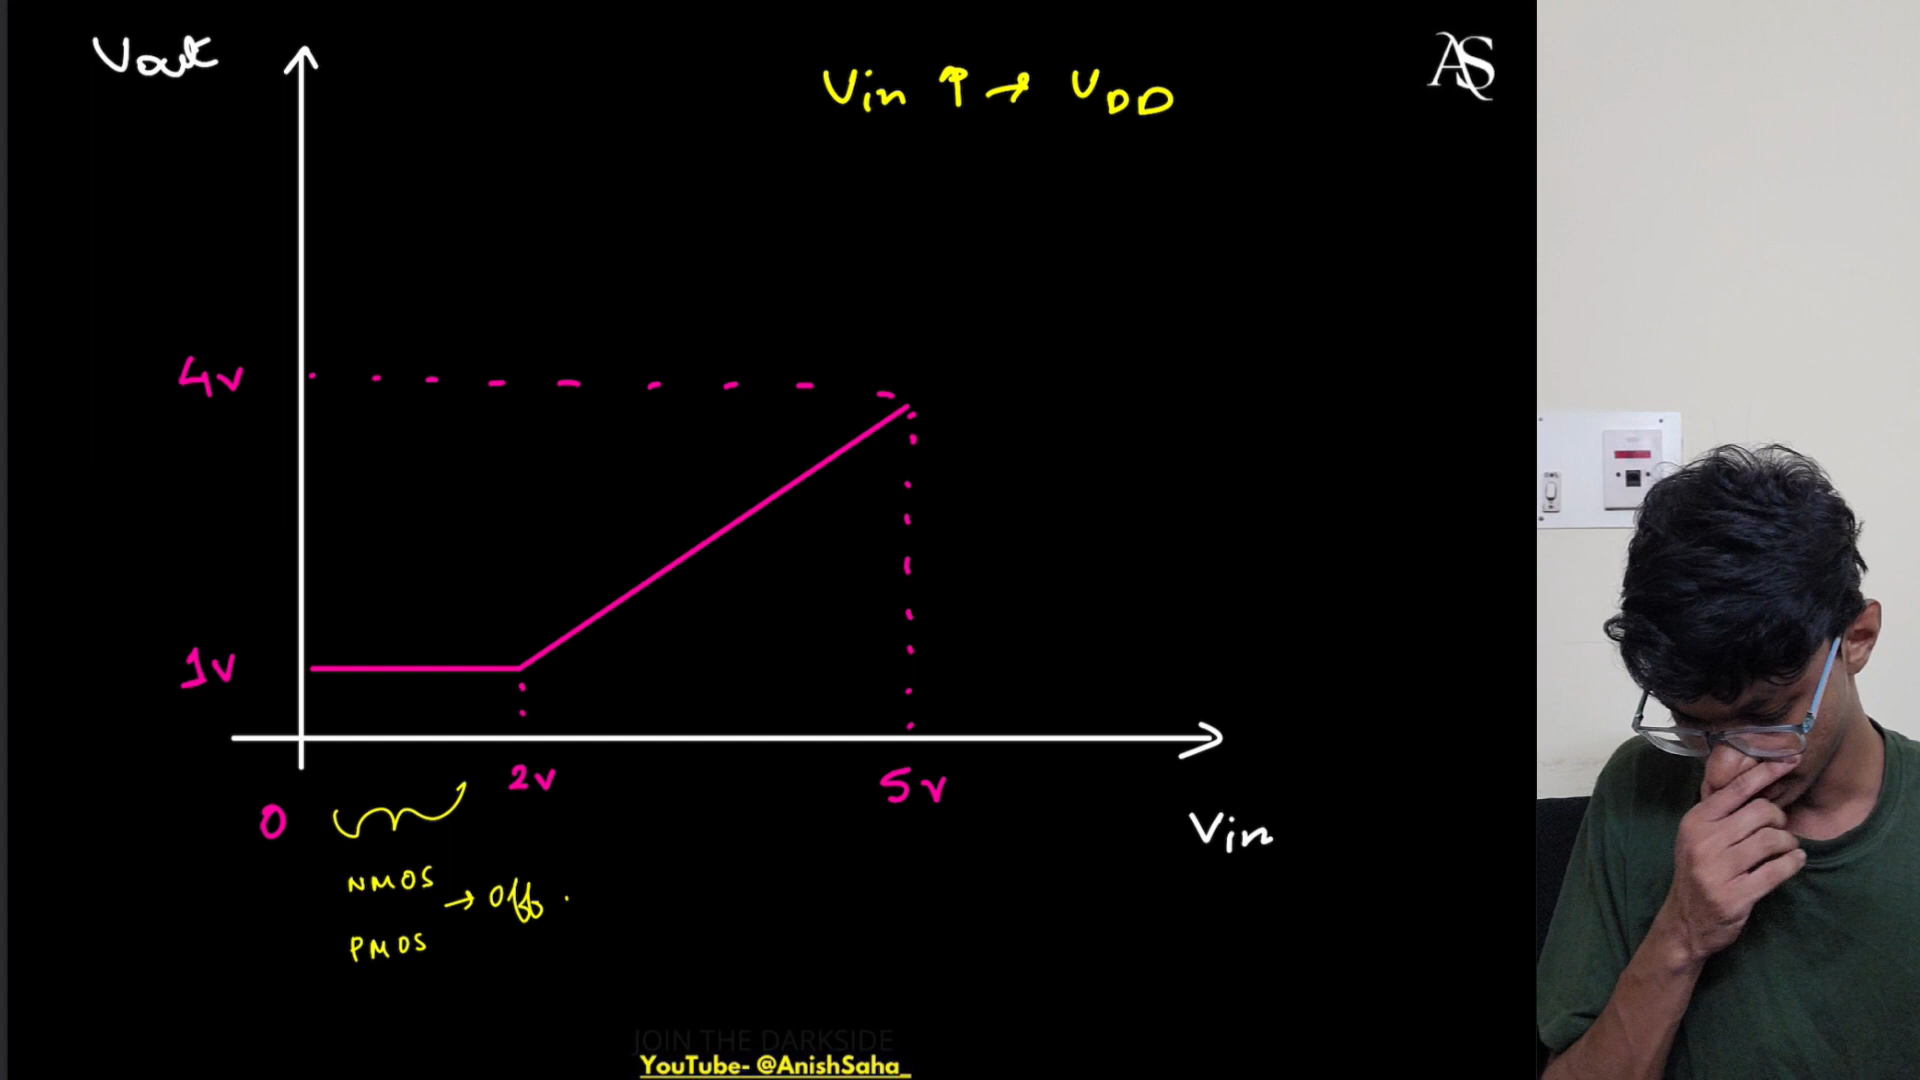 Vout
Vin ↑ → VDD
AS
4v
1v
2v
5v
0
Vin
NMOS
→ Off.
PMOS
JOIN THE DARKSIDE
YouTube- @AnishSaha_